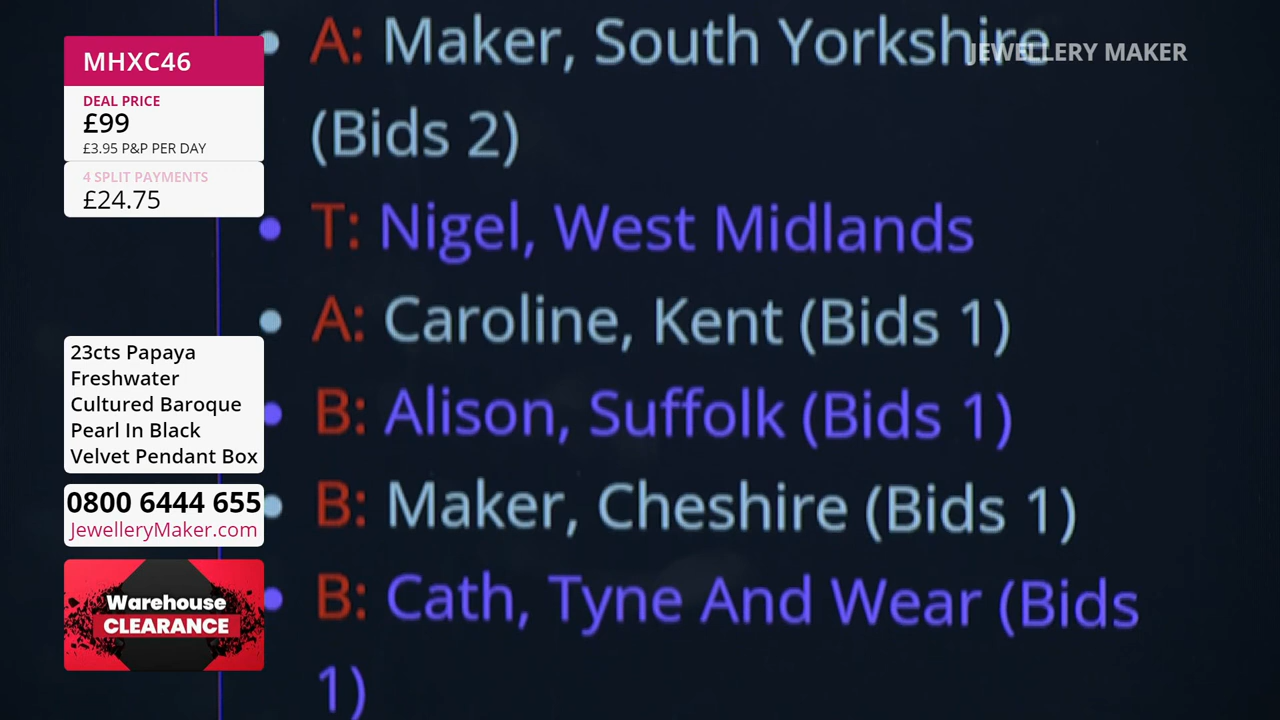 MHXC46
DEAL PRICE
£99
£3.95 P&P PER DAY
4 SPLIT PAYMENTS
£24.75
23cts Papaya
Freshwater
Cultured Baroque
Pearl In Black
Velvet Pendant Box
0800 6444 655
JewelleryMaker.com
Warehouse
CLEARANCE
JEWELLERY MAKER
A: Maker, South Yorkshire
(Bids 2)
T: Nigel, West Midlands
A: Caroline, Kent (Bids 1)
B: Alison, Suffolk (Bids 1)
B: Maker, Cheshire (Bids 1)
B: Cath, Tyne And Wear (Bids
1)